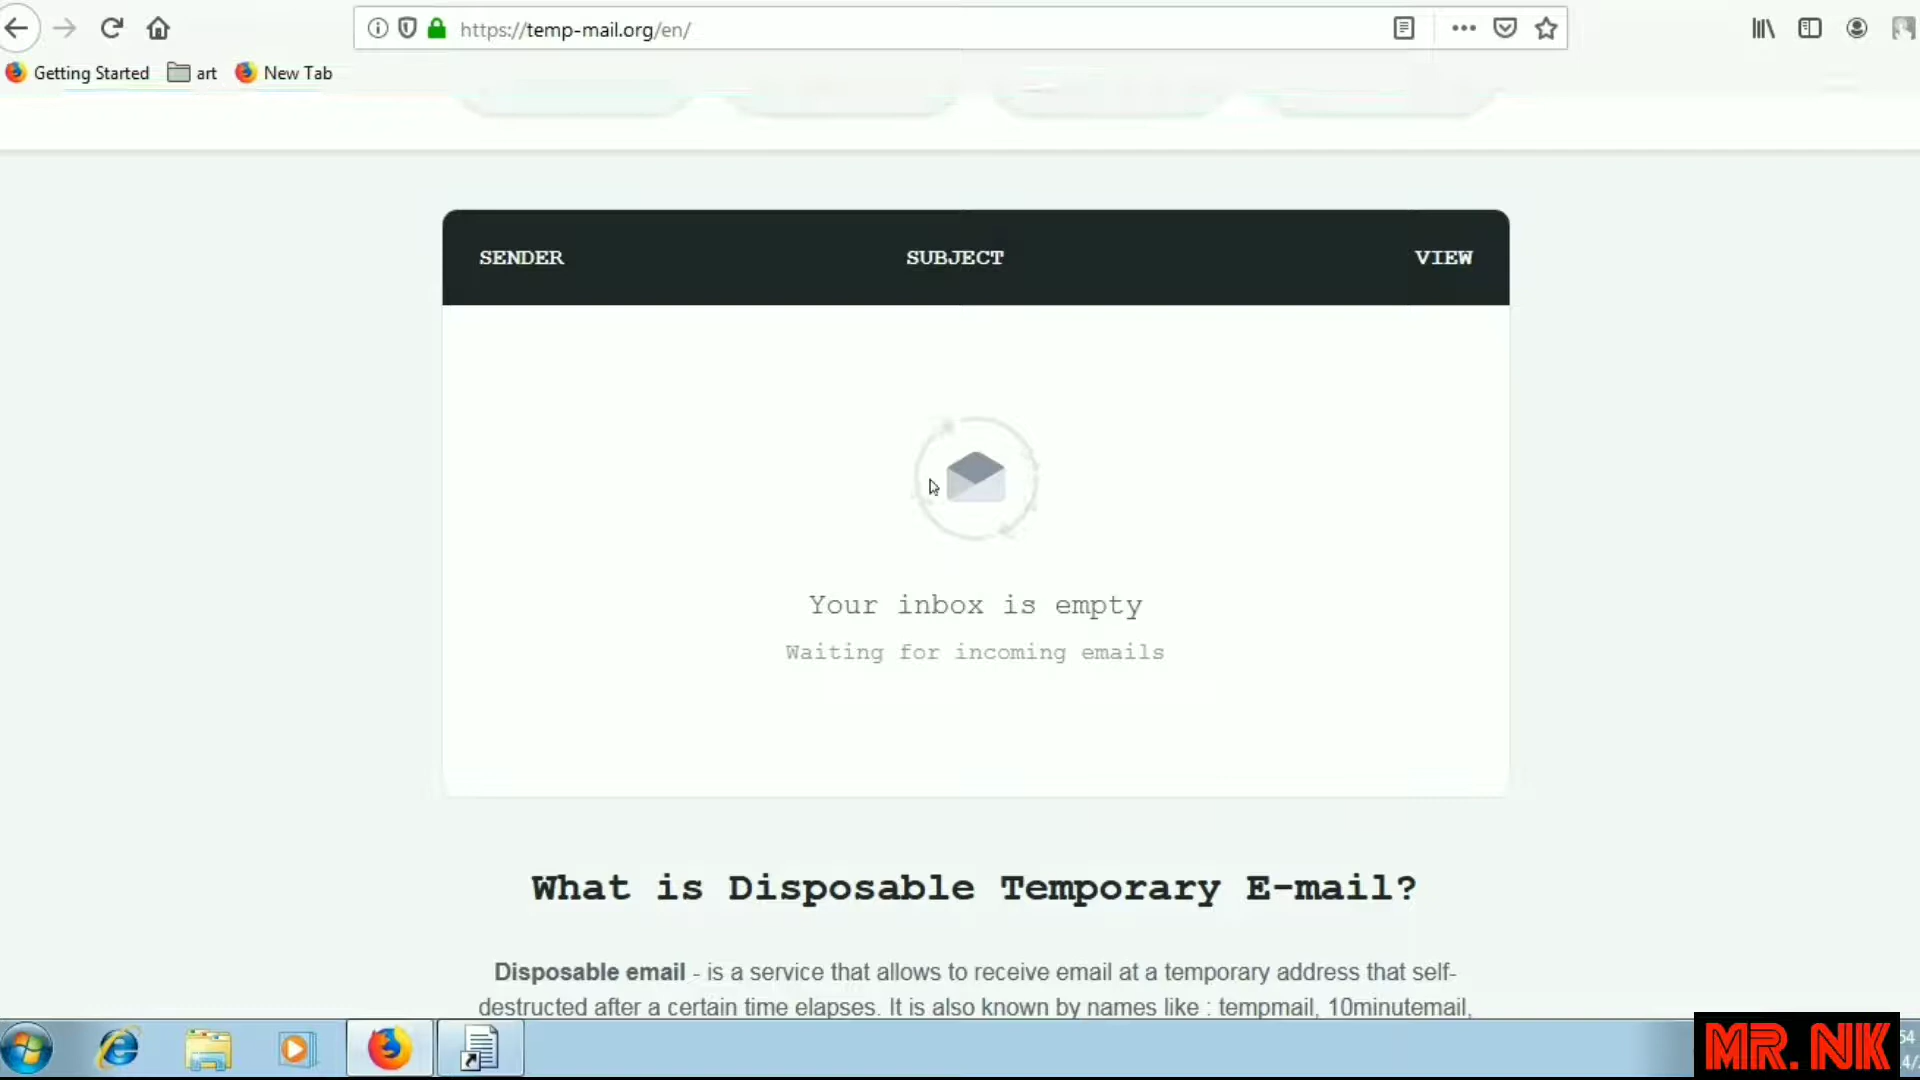 https://temp-mail.org/en/
Getting Started art New Tab
SENDER SUBJECT VIEW
Your inbox is empty
Waiting for incoming emails
What is Disposable Temporary E-mail?
Disposable email - is a service that allows to receive email at a temporary address that self-
destructed after a certain time elapses. It is also known by names like : tempmail, 10minutemail,
MR. NK